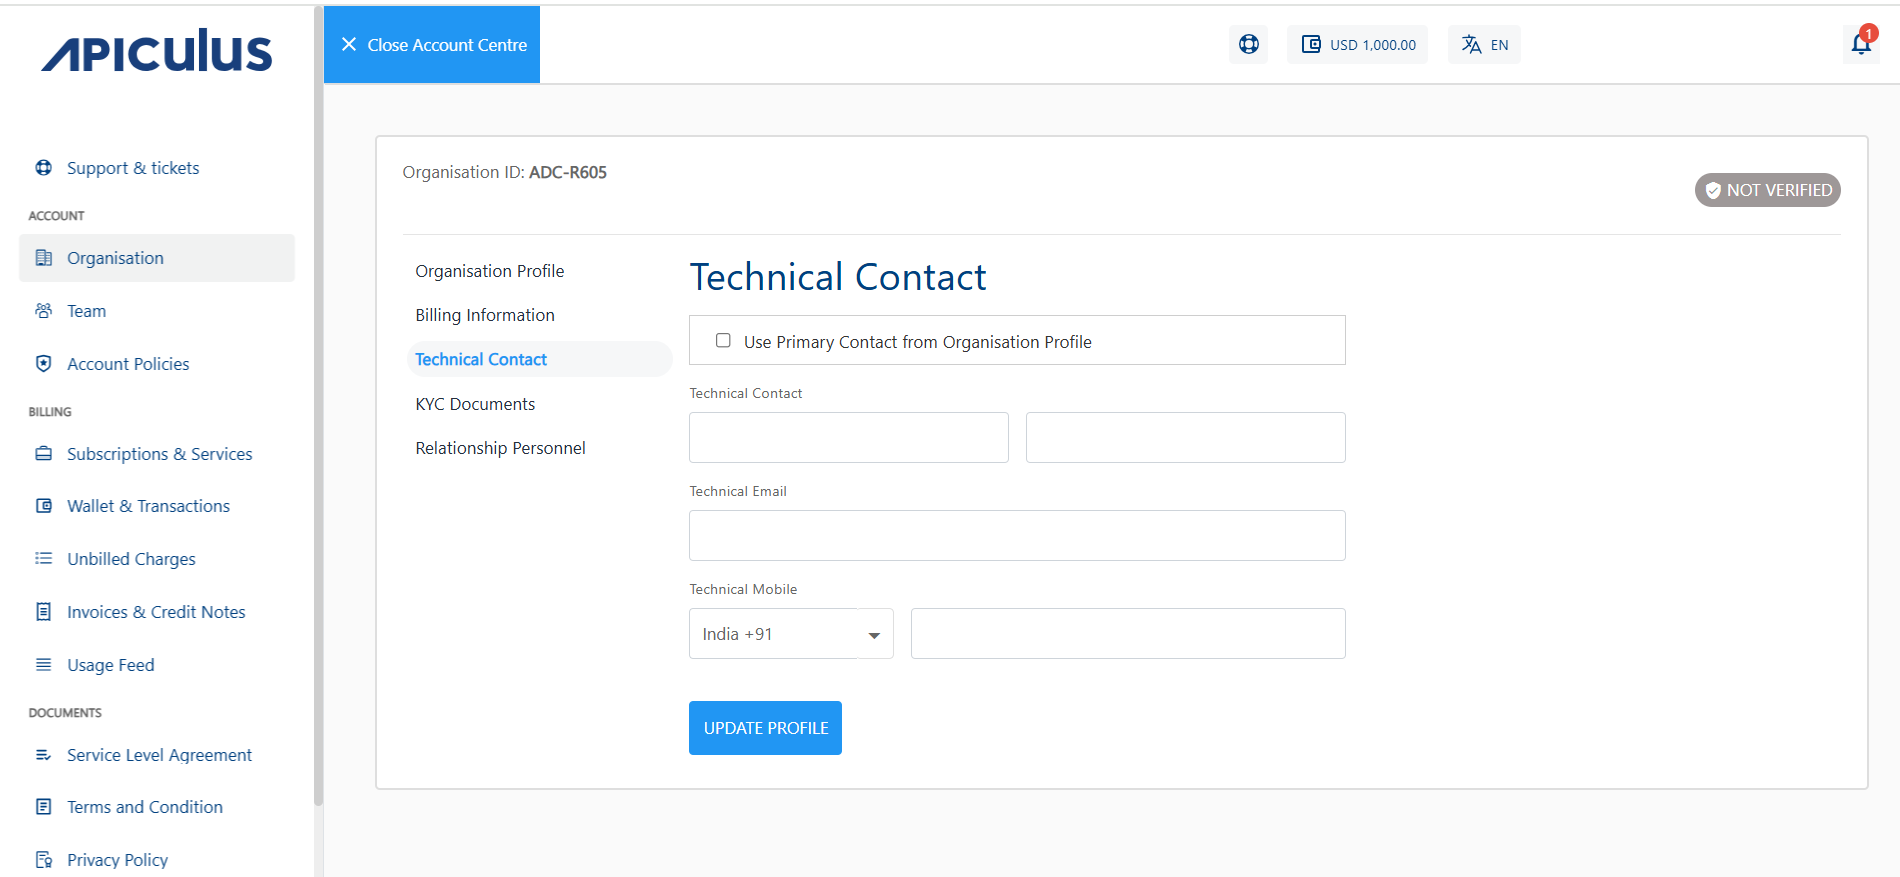 APICULUS
Close Account Centre
USD 1,000.00
EN
1
Support & tickets
ACCOUNT
Organisation
Team
Account Policies
BILLING
Subscriptions & Services
Wallet & Transactions
Unbilled Charges
Invoices & Credit Notes
Usage Feed
DOCUMENTS
Service Level Agreement
Terms and Condition
Privacy Policy
Organisation ID: ADC-R605
NOT VERIFIED
Organisation Profile
Billing Information
Technical Contact
KYC Documents
Relationship Personnel
Technical Contact
Use Primary Contact from Organisation Profile
Technical Contact
Technical Email
Technical Mobile
India +91
UPDATE PROFILE